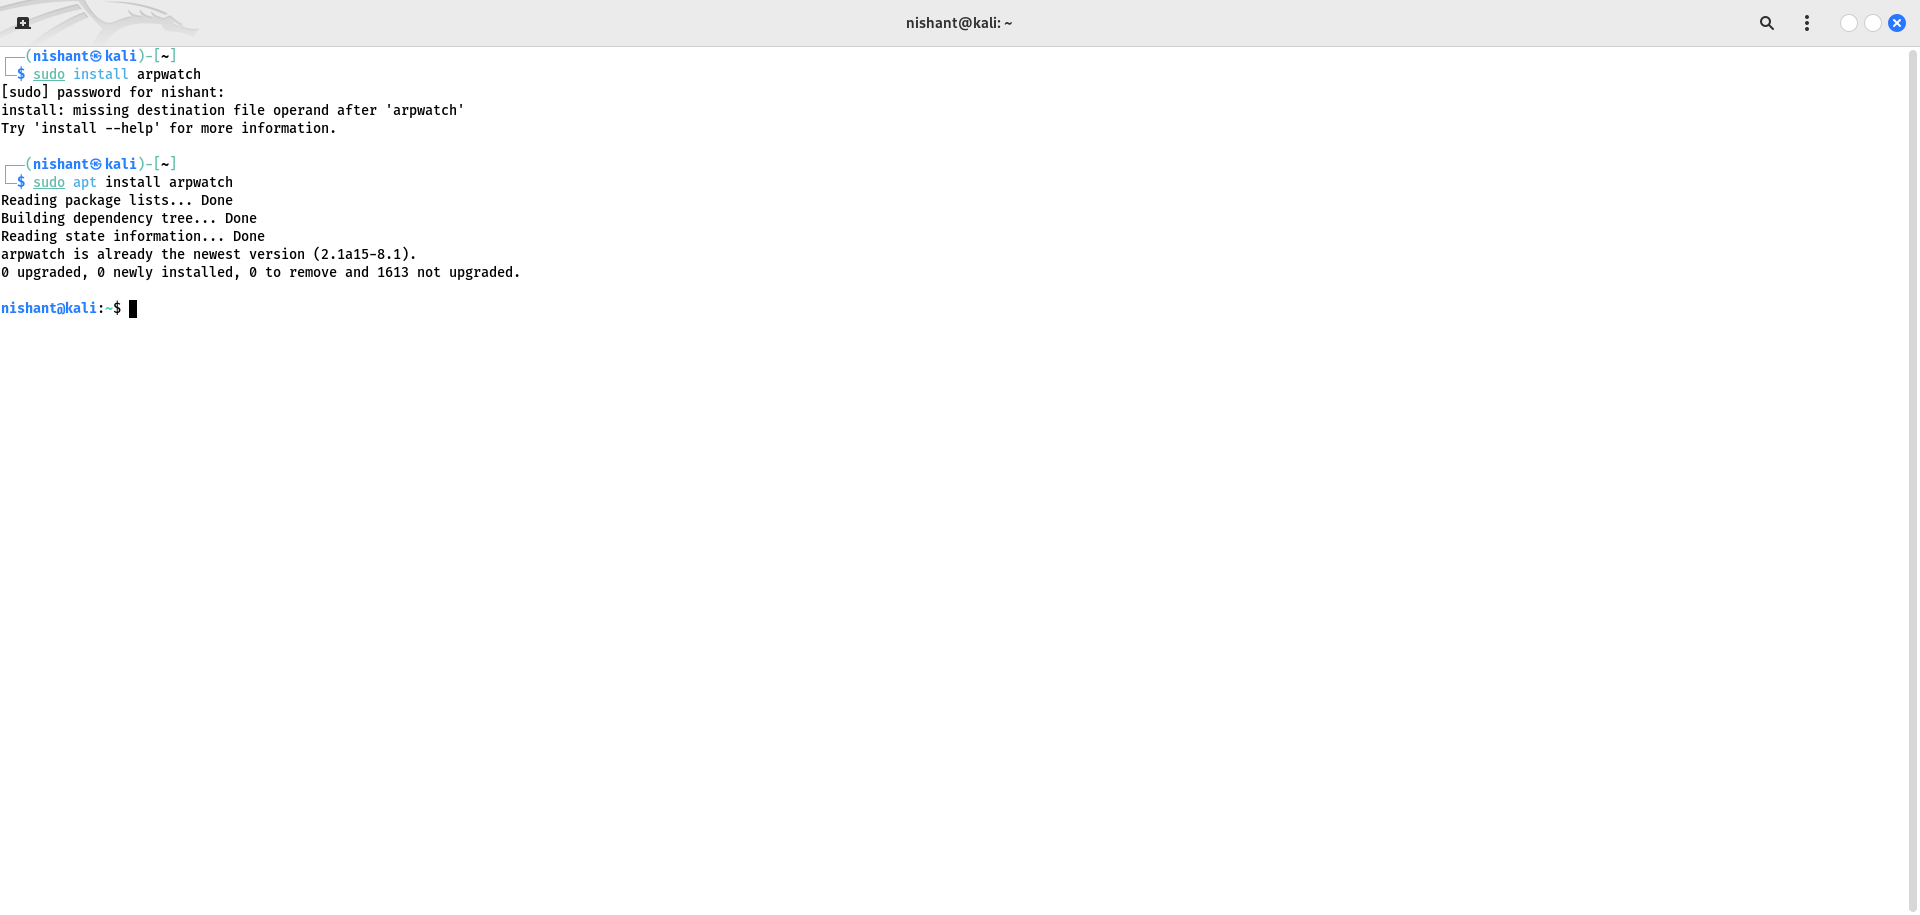 nishant@kali: ~
┌──(nishant㉿kali)-[~]
└─$ sudo install arpwatch
[sudo] password for nishant:
install: missing destination file operand after 'arpwatch'
Try 'install --help' for more information.
┌──(nishant㉿kali)-[~]
└─$ sudo apt install arpwatch
Reading package lists... Done
Building dependency tree... Done
Reading state information... Done
arpwatch is already the newest version (2.1a15-8.1).
0 upgraded, 0 newly installed, 0 to remove and 1613 not upgraded.
nishant@kali:~$